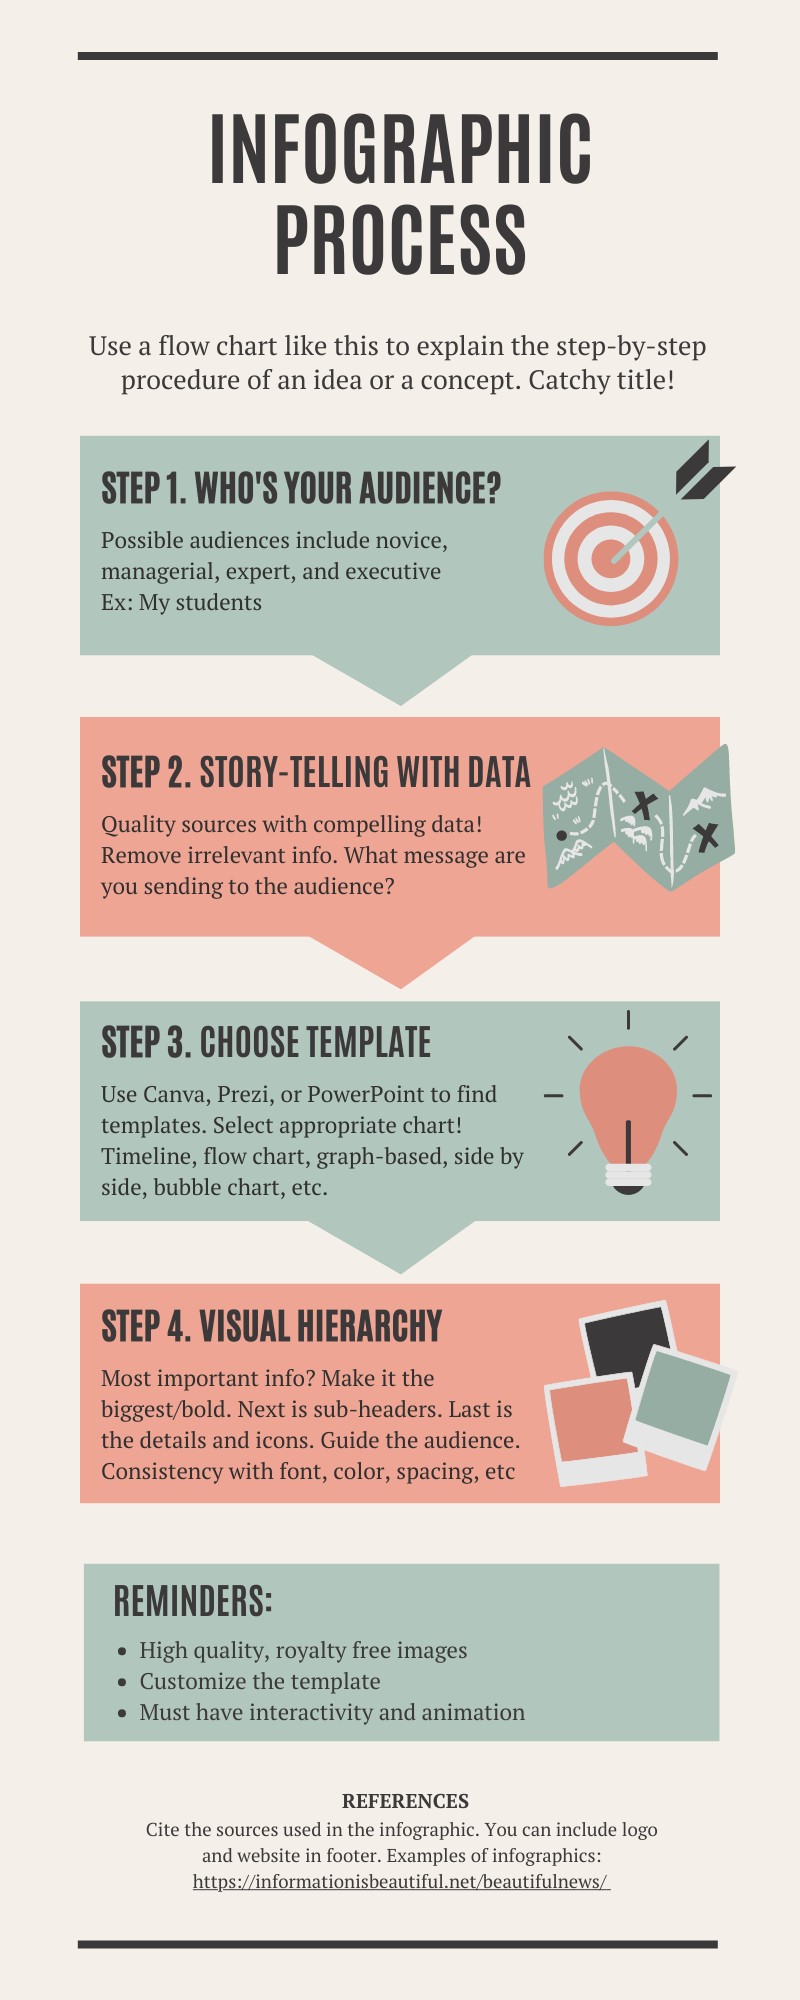 INFOGRAPHIC
PROCESS
Use a flow chart like this to explain the step-by-step
procedure of an idea or a concept. Catchy title!
STEP 1. WHO'S YOUR AUDIENCE?
Possible audiences include novice,
managerial, expert, and executive
Ex: My students
STEP 2. STORY-TELLING WITH DATA
Quality sources with compelling data!
Remove irrelevant info. What message are
you sending to the audience?
STEP 3. CHOOSE TEMPLATE
Use Canva, Prezi, or PowerPoint to find
templates. Select appropriate chart!
Timeline, flow chart, graph-based, side by
side, bubble chart, etc.
STEP 4. VISUAL HIERARCHY
Most important info? Make it the
biggest/bold. Next is sub-headers. Last is
the details and icons. Guide the audience.
Consistency with font, color, spacing, etc
REMINDERS:
• High quality, royalty free images
• Customize the template
• Must have interactivity and animation
REFERENCES
Cite the sources used in the infographic. You can include logo
and website in footer. Examples of infographics:
https://informationisbeautiful.net/beautifulnews/